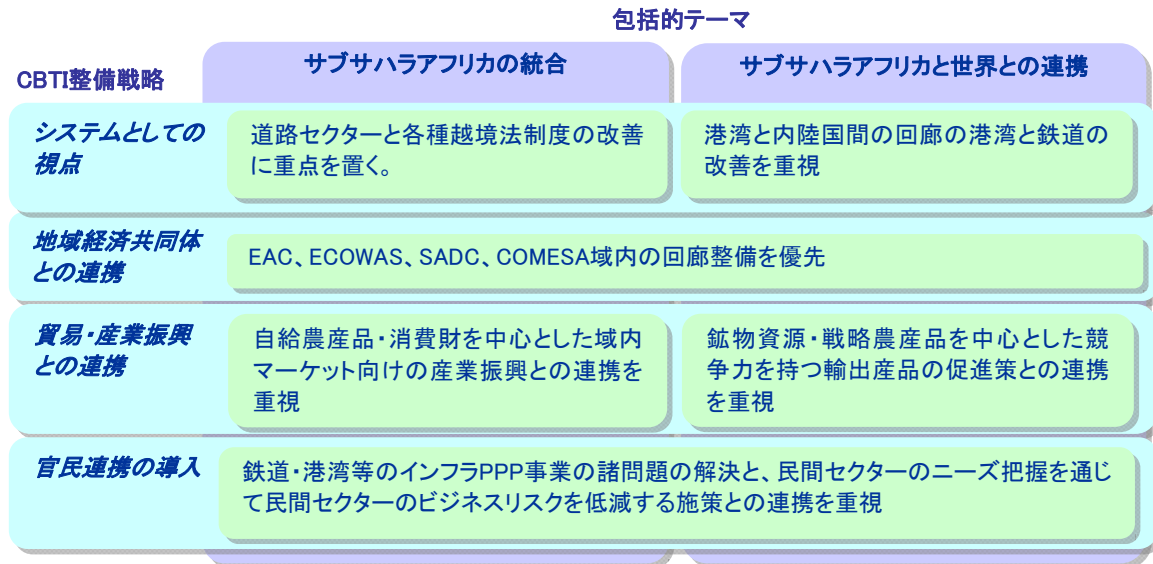 包括的テーマ
CBTI整備戦略
サブサハラアフリカの統合
サブサハラアフリカと世界との連携
システムとしての
視点
道路セクターと各種越境法制度の改善
に重点を置く。
港湾と内陸国間の回廊の港湾と鉄道の
改善を重視
地域経済共同体
との連携
EAC、ECOWAS、SADC、COMESA域内の回廊整備を優先
貿易・産業振興
との連携
自給農産品・消費財を中心とした域内
マーケット向けの産業振興との連携を
重視
鉱物資源・戦略農産品を中心とした競
争力を持つ輸出産品の促進策との連携
を重視
官民連携の導入
鉄道・港湾等のインフラPPP事業の諸問題の解決と、民間セクターのニーズ把握を通じ
て民間セクターのビジネスリスクを低減する施策との連携を重視